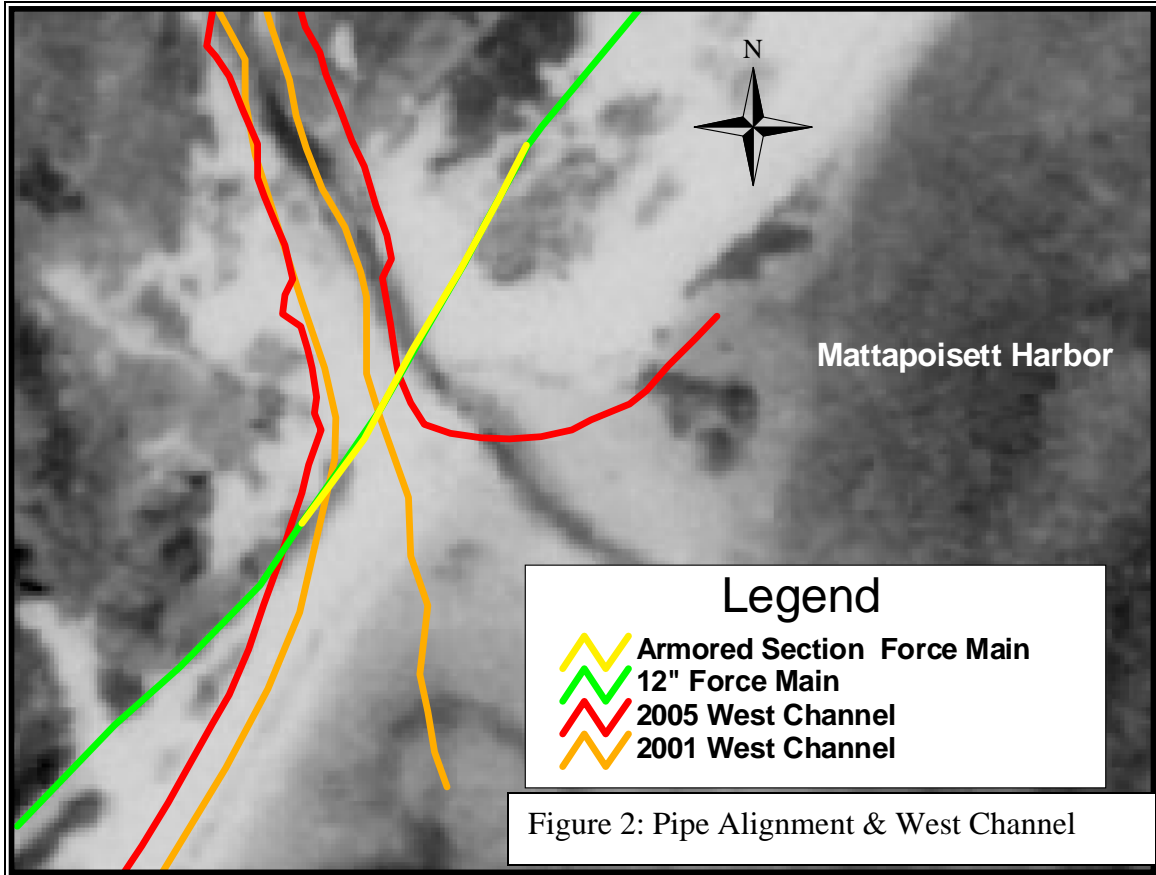 N
Mattapoisett Harbor
Legend
Armored Section Force Main
12" Force Main
2005 West Channel
2001 West Channel
Figure 2: Pipe Alignment & West Channel